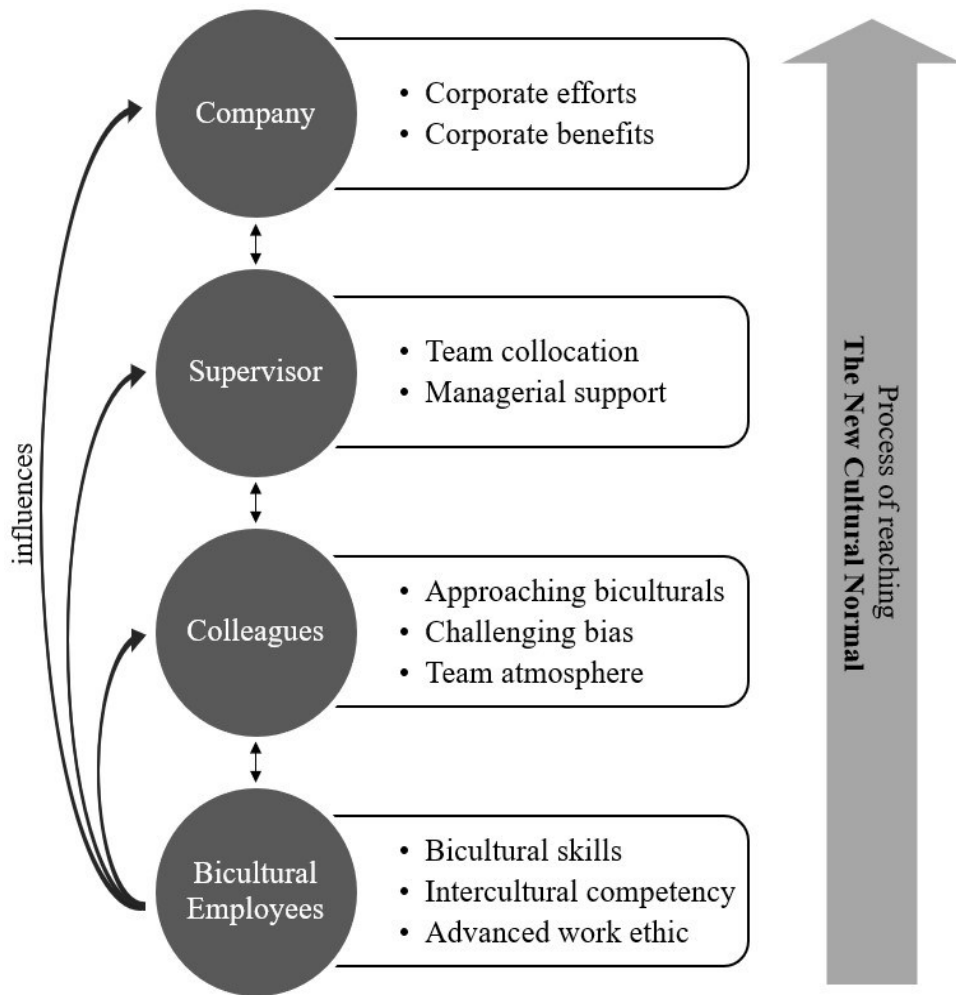 Company
• Corporate efforts
• Corporate benefits
Supervisor
• Team collocation
• Managerial support
Colleagues
• Approaching biculturals
• Challenging bias
• Team atmosphere
Bicultural
Employees
• Bicultural skills
• Intercultural competency
• Advanced work ethic
influences
Process of reaching
The New Cultural Normal